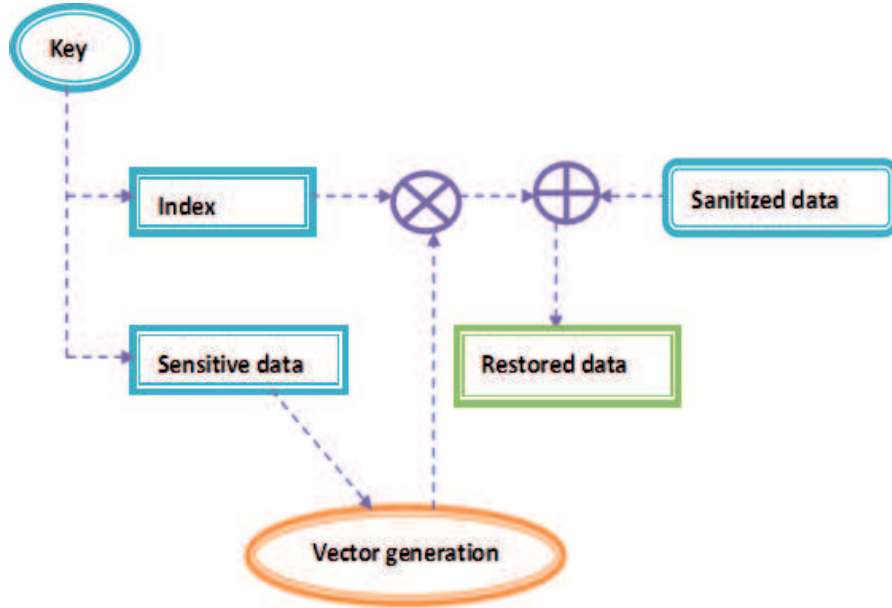 Key
Index
Sanitized data
Sensitive data
Restored data
Vector generation